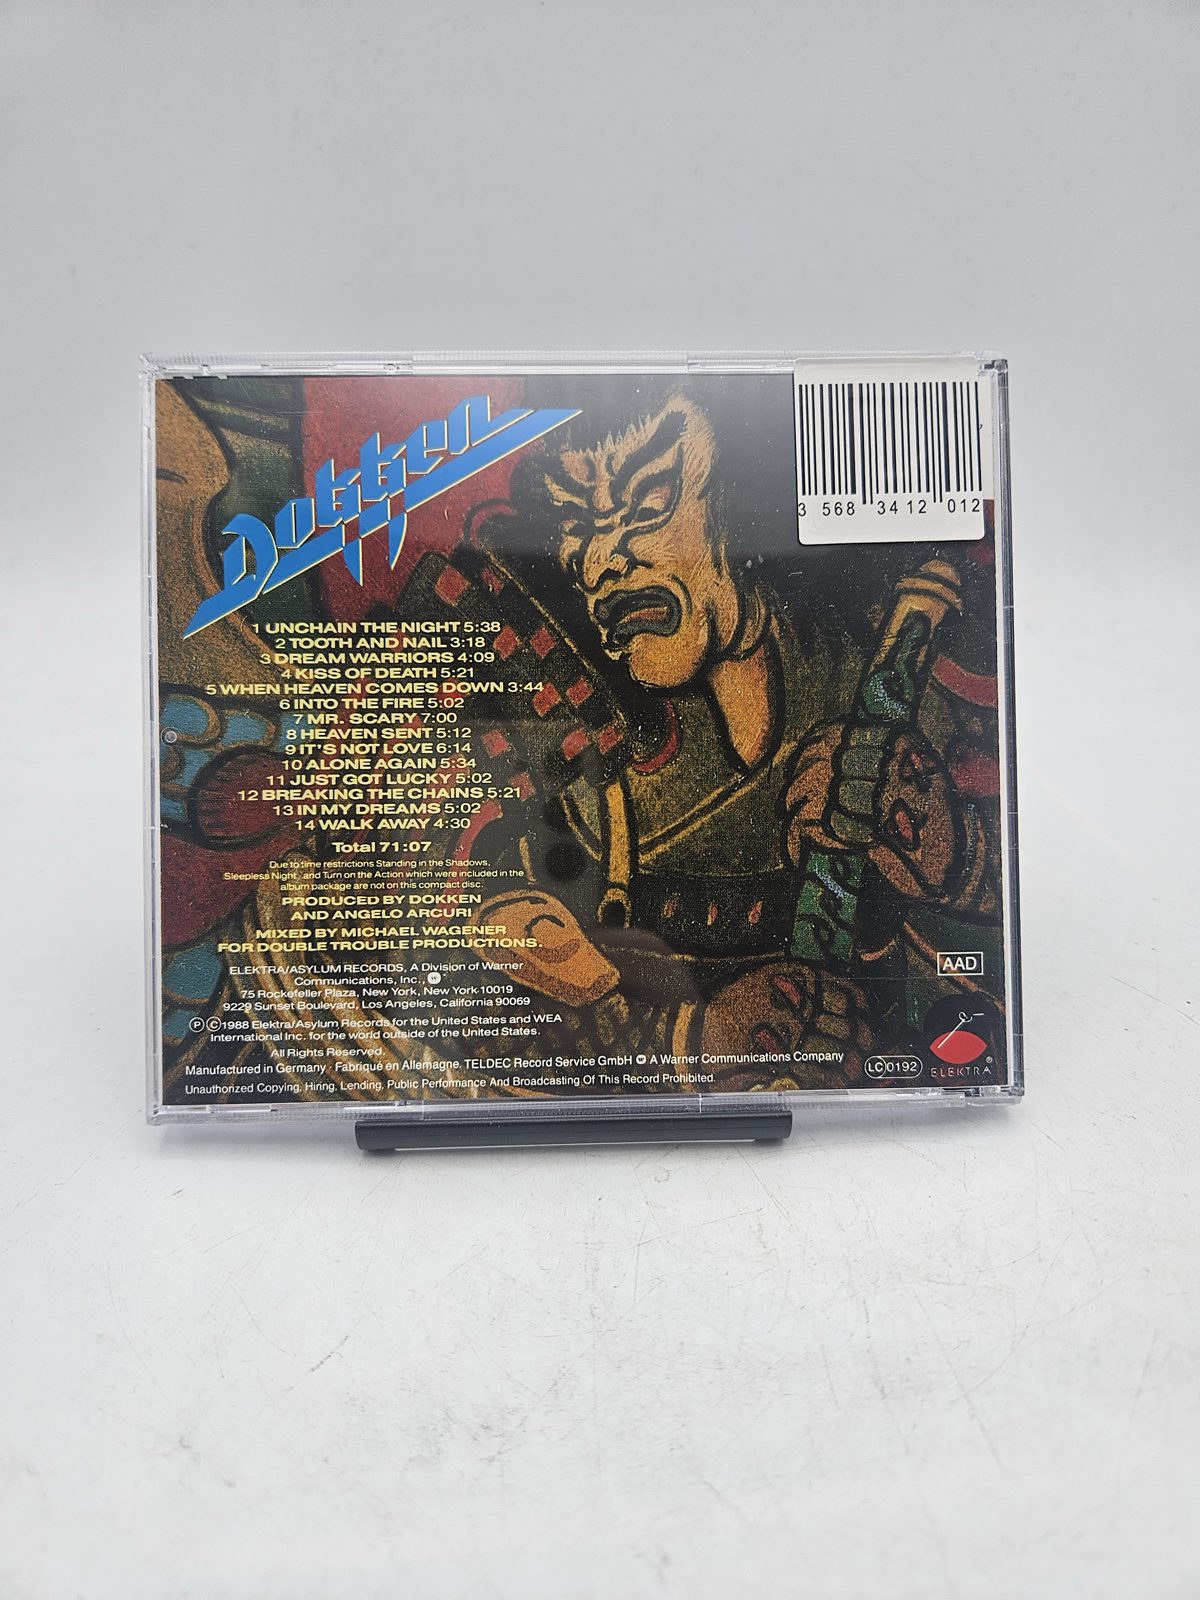 Dokken
3 568 3412 012
1 UNCHAIN THE NIGHT 5:38
2 TOOTH AND NAIL 3:18
3 DREAM WARRIORS 4:09
4 KISS OF DEATH 5:21
5 WHEN HEAVEN COMES DOWN 3:44
6 INTO THE FIRE 5:02
7 MR. SCARY 7:00
8 HEAVEN SENT 5:12
9 IT'S NOT LOVE 6:14
10 ALONE AGAIN 5:34
11 JUST GOT LUCKY 5:02
12 BREAKING THE CHAINS 5:21
13 IN MY DREAMS 5:02
14 WALK AWAY 4:30
Total 71:07
Due to time restrictions Standing in the Shadows,
Sleepless Night and Turn on the Action which were included in the
album package are not on this compact disc.
PRODUCED BY DOKKEN
AND ANGELO ARCURI
MIXED BY MICHAEL WAGENER
FOR DOUBLE TROUBLE PRODUCTIONS.
ELEKTRA/ASYLUM RECORDS, A Division of Warner
Communications, Inc.,
75 Rockefeller Plaza, New York, New York 10019
9229 Sunset Boulevard, Los Angeles, California 90069
Ⓟ©1988 Elektra/Asylum Records for the United States and WEA
International Inc. for the world outside of the United States.
All Rights Reserved.
Manufactured in Germany · Fabriqué en Allemagne. TELDEC Record Service GmbH A Warner Communications Company
Unauthorized Copying, Hiring, Lending, Public Performance And Broadcasting Of This Record Prohibited.
AAD
LC 0192
ELEKTRA®